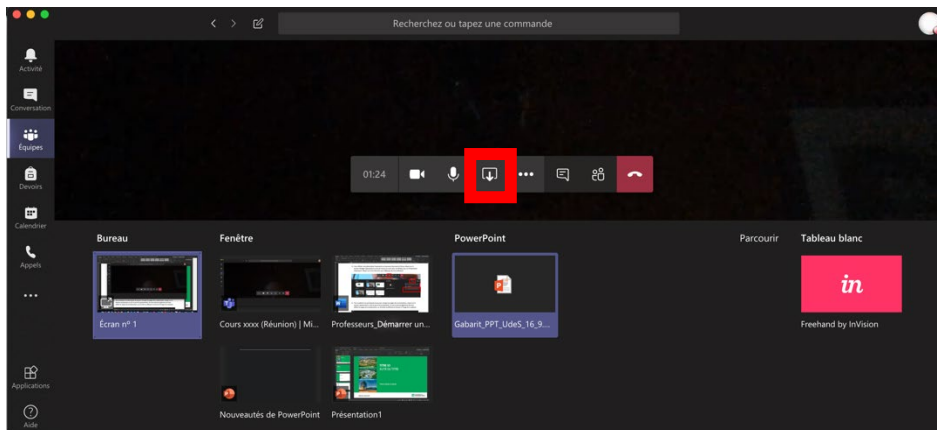 Recherchez ou tapez une commande
Activité
Conversation
Équipes
Devoirs
Calendrier
Appels
Applications
Aide
01:24
Bureau
Fenêtre
PowerPoint
Parcourir
Tableau blanc
Écran nº 1
Cours xxxx (Réunion) | Mi...
Professeurs_Démarrer un...
Gabarit_PPT_UdeS_16_9....
in
Freehand by InVision
Nouveautés de PowerPoint
Présentation1